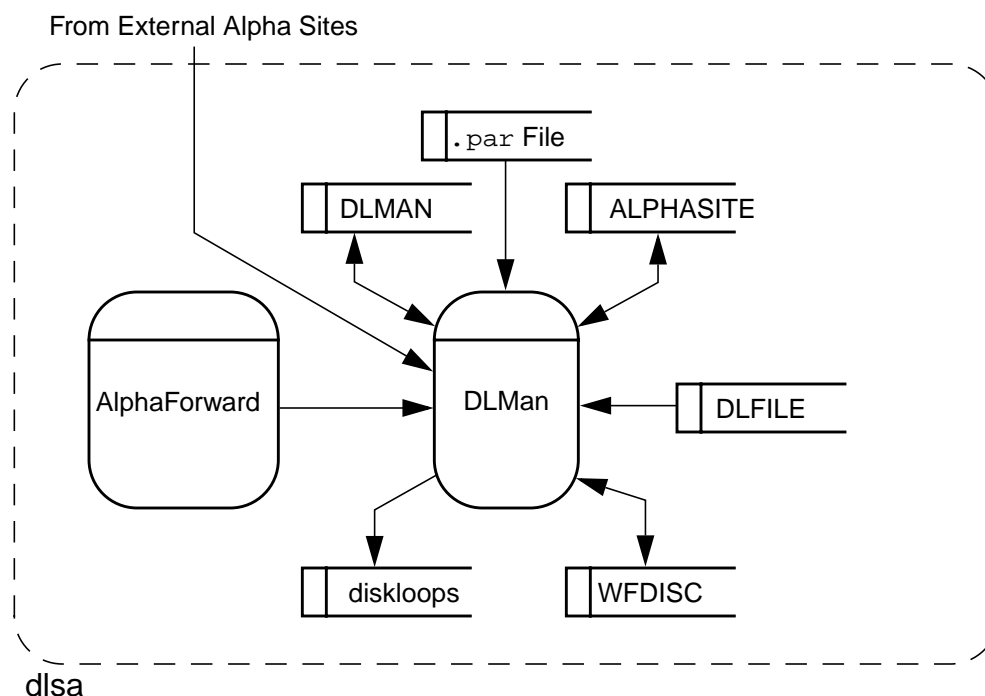 From External Alpha Sites
.par File
DLMAN
ALPHASITE
AlphaForward
DLMan
DLFILE
diskloops
WFDISC
dlsa